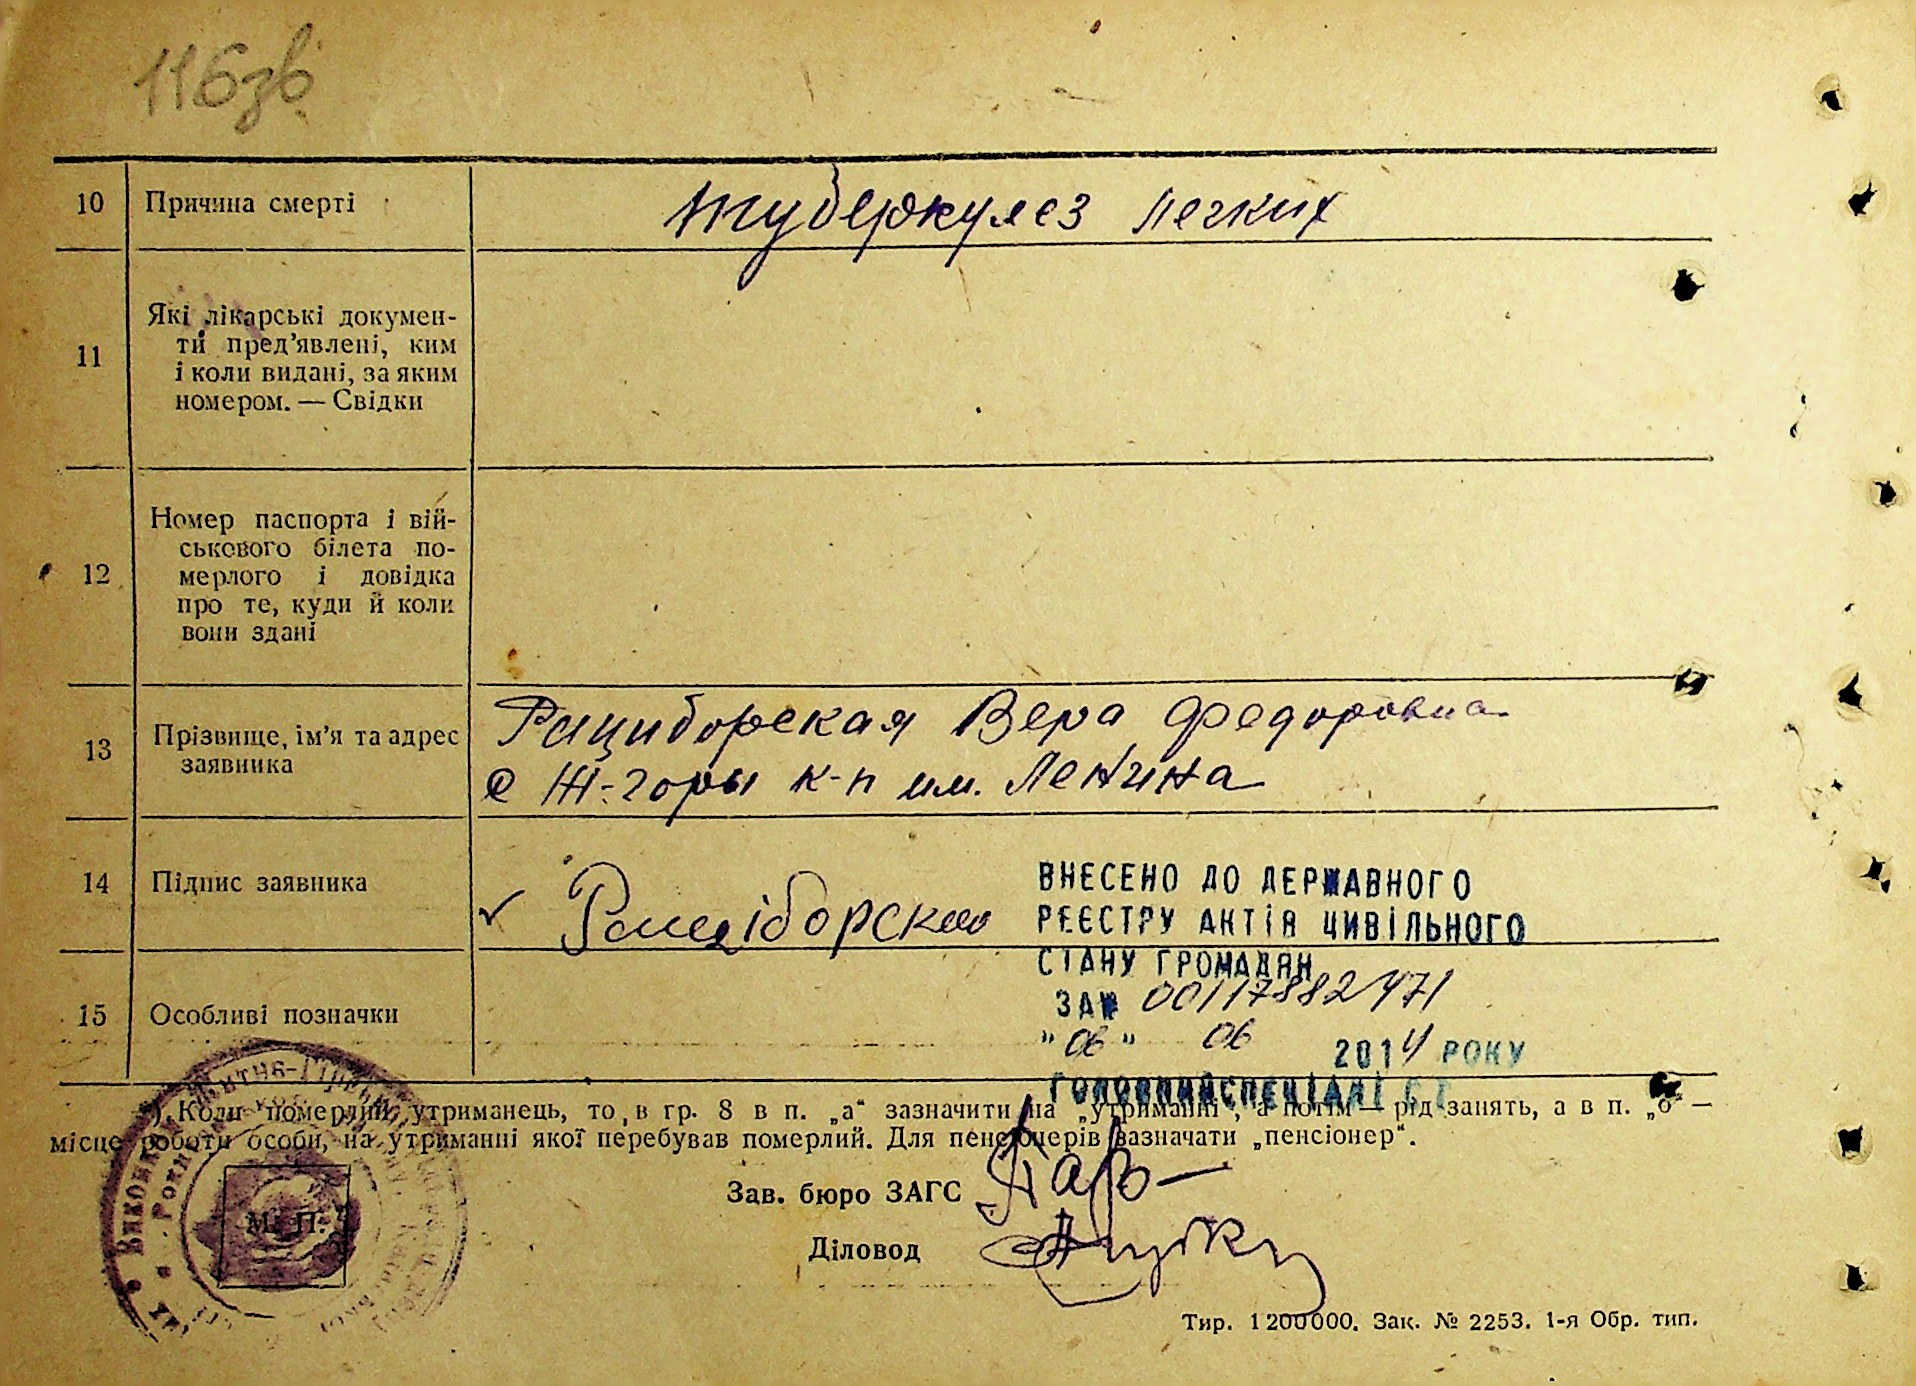 116зв.
10 Причина смерті Туберкулез легких
11 Які лікарські докумен-
ти пред'явлені, ким
і коли видані, за яким
номером. — Свідки
12 Номер паспорта і вій-
ськового білета по-
мерлого і довідка
про те, куди й коли
вони здані
13 Прізвище, ім'я та адрес
заявника
Рациборская Вера Федоровна
с Ж-горы к-п им. Ленина
14 Підпис заявника
ВНЕСЕНО ДО ДЕРЖАВНОГО
РЕЄСТРУ АКТІВ ЦИВІЛЬНОГО
СТАНУ ГРОМАДЯН
ЗА№ 00117882471
"06" 06 2014 РОКУ
ГОЛОВНИЙ СПЕЦІАЛІСТ
15 Особливі позначки
Коли померлий утриманець, то в гр. 8 в п. „а“ зазначити на „утриманні“, а потім — рід занять, а в п. „б“ —
місце роботи особи, на утриманні якої перебував померлий. Для пенсіонерів зазначати „пенсіонер“.
Зав. бюро ЗАГС
Діловод
М. П.
Тир. 1200000. Зак. № 2253. 1-я Обр. тип.